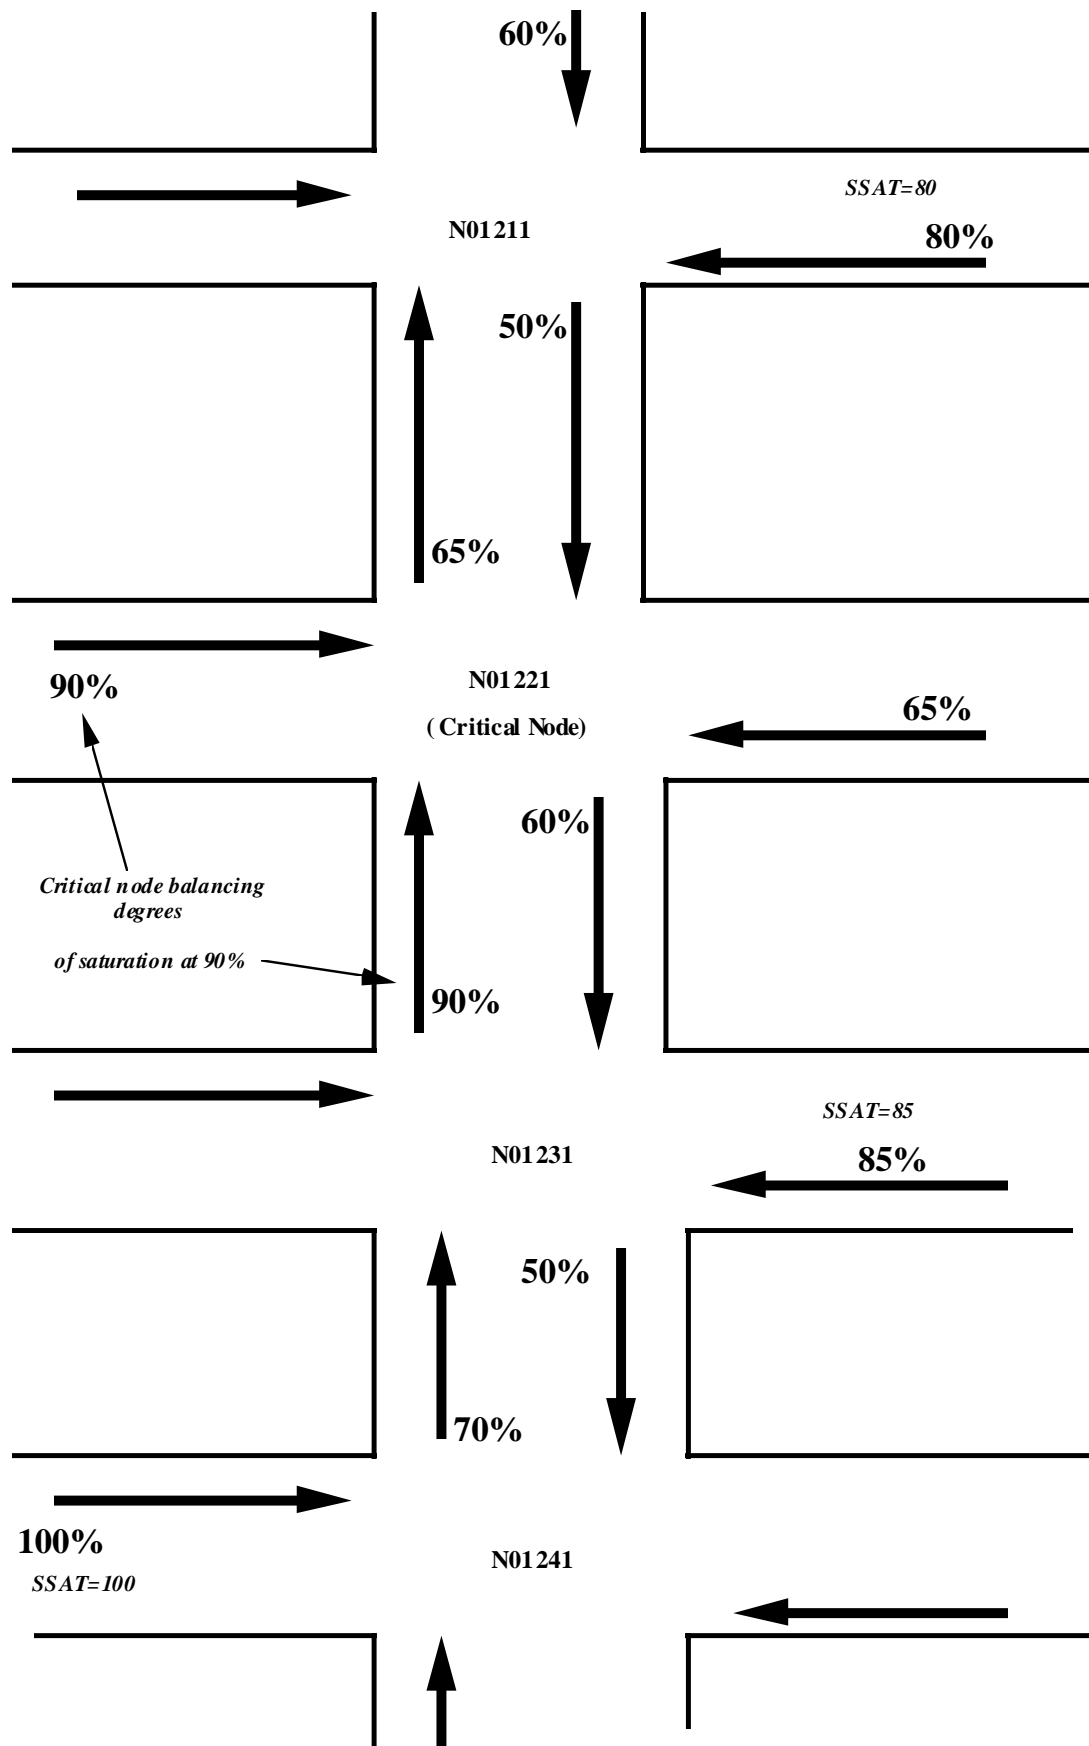 60%
SSAT=80
N01211
80%
50%
65%
90%
N01221
65%
( Critical Node)
60%
Critical node balancing
degrees
of saturation at 90%
90%
SSAT=85
N01231
85%
50%
70%
100%
N01241
SSAT=100